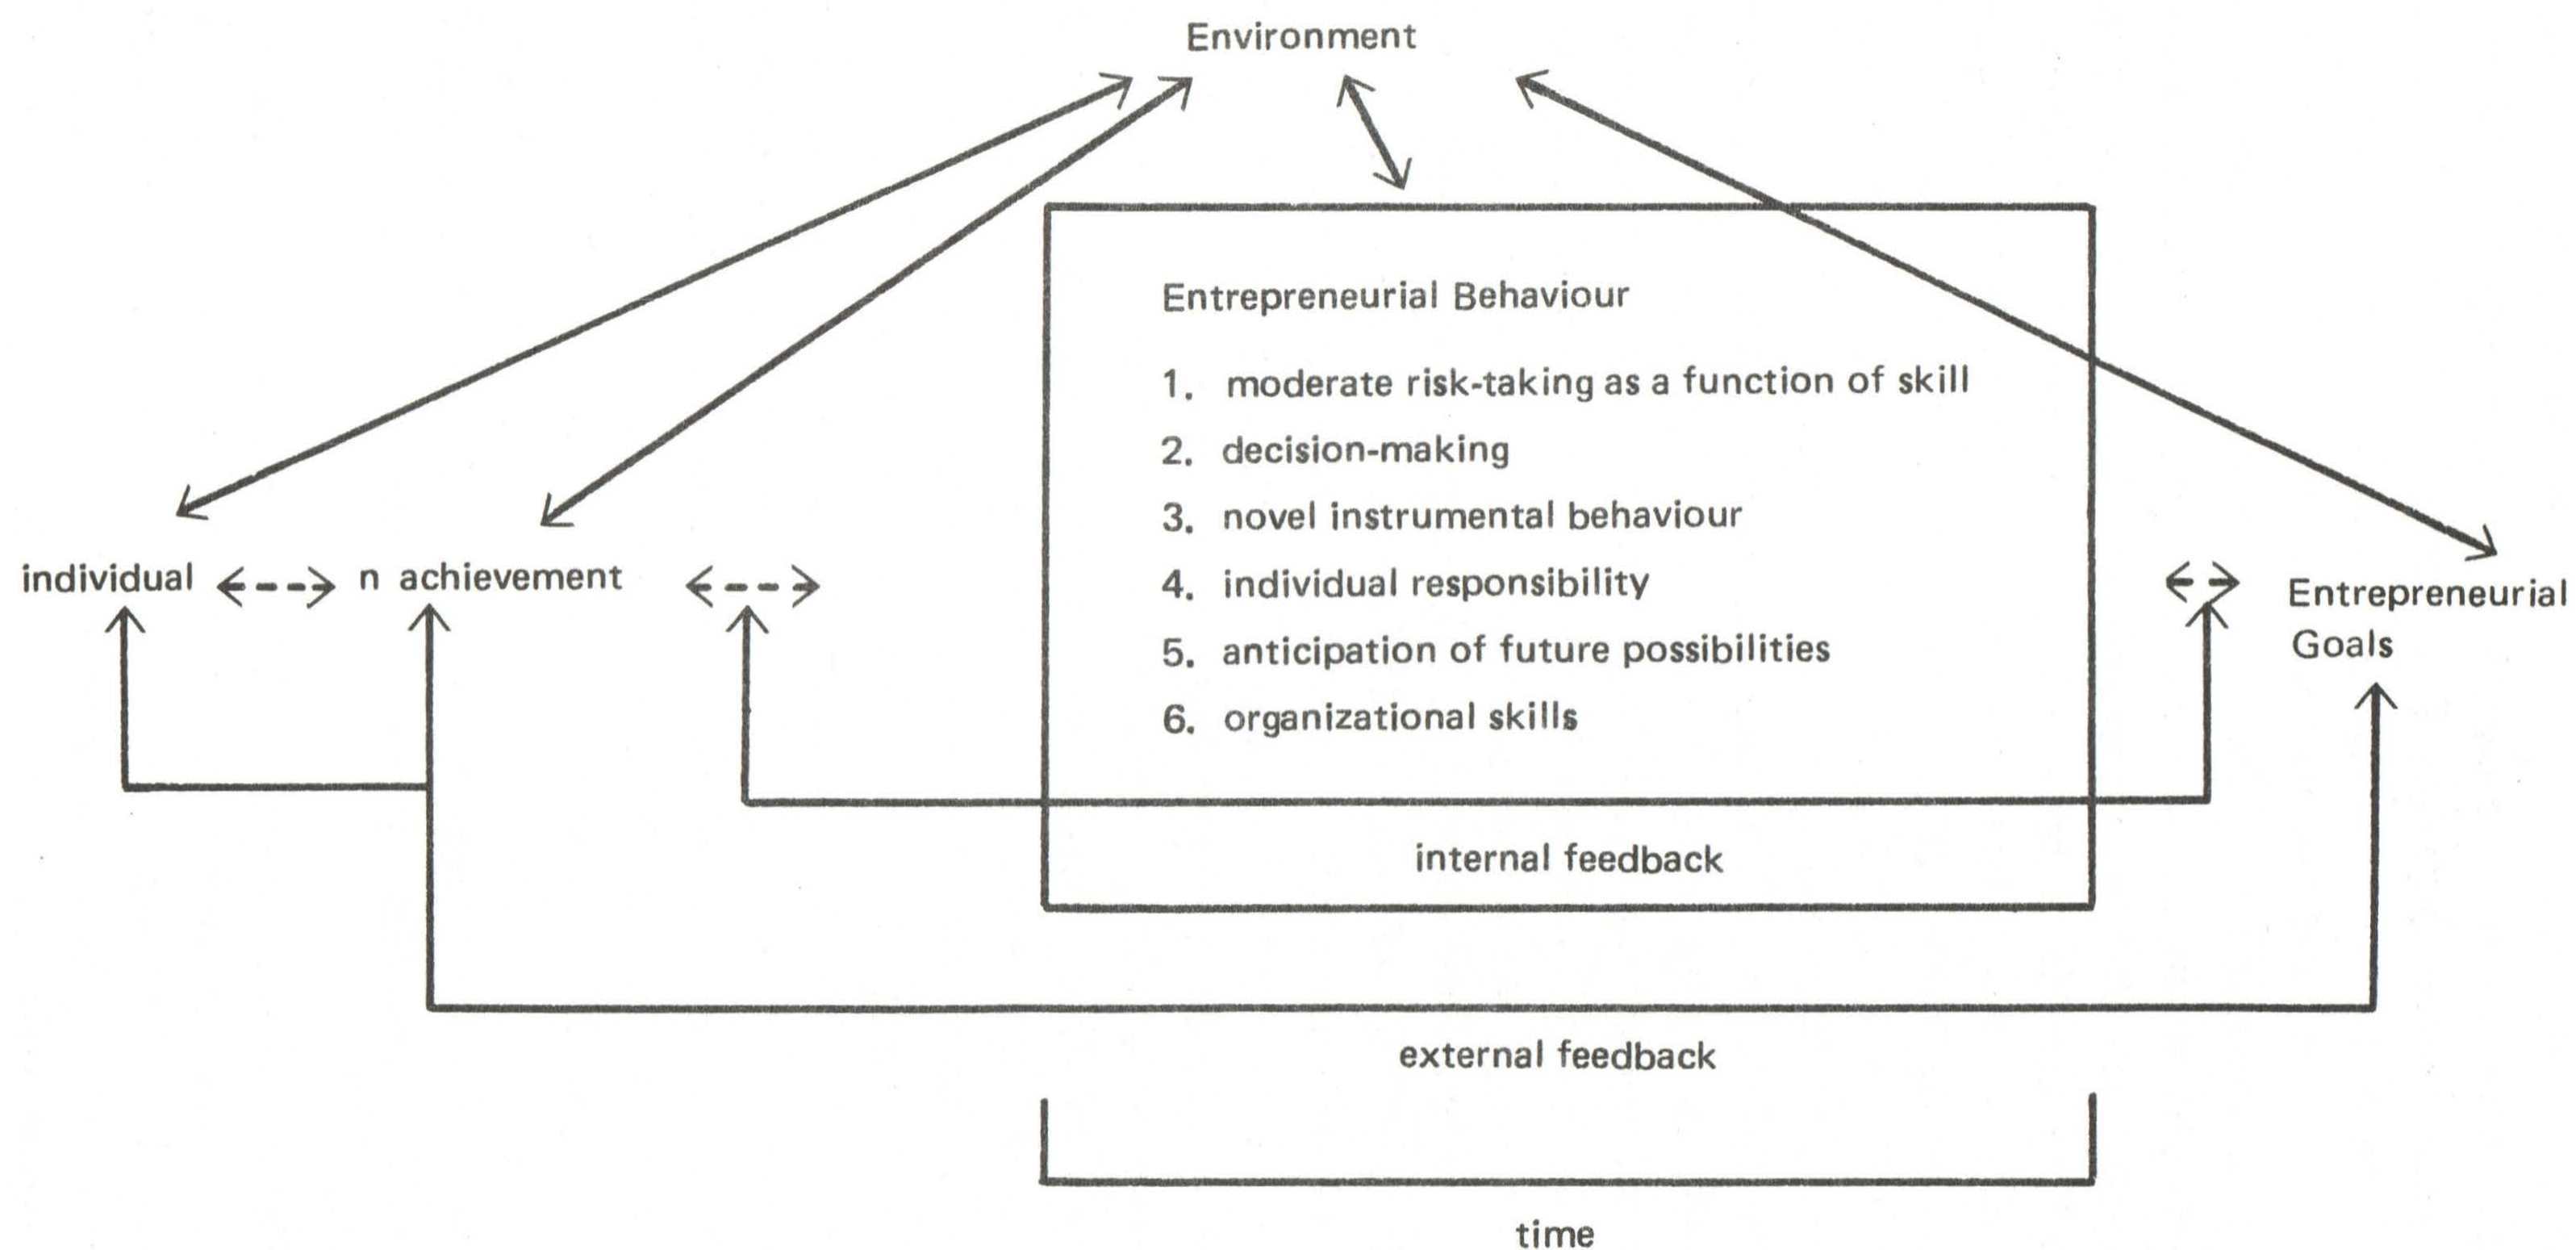 Environment
Entrepreneurial Behaviour
1. moderate risk-taking as a function of skill
2. decision-making
3. novel instrumental behaviour
4. individual responsibility
5. anticipation of future possibilities
6. organizational skills
individual
n achievement
Entrepreneurial
Goals
internal feedback
external feedback
time